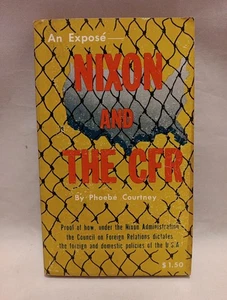 An Exposé—
NIXON
AND
THE CFR
By Phoebe Courtney
Proof of how, under the Nixon Administration
the Council on Foreign Relations dictates
the foreign and domestic policies of the U S A
$1.50